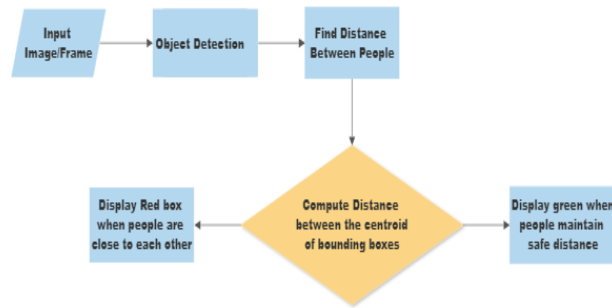 Input
Image/Frame
Object Detection
Find Distance
Between People
Compute Distance
between the centroid
of bounding boxes
Display Red box
when people are
close to each other
Display green when
people maintain
safe distance